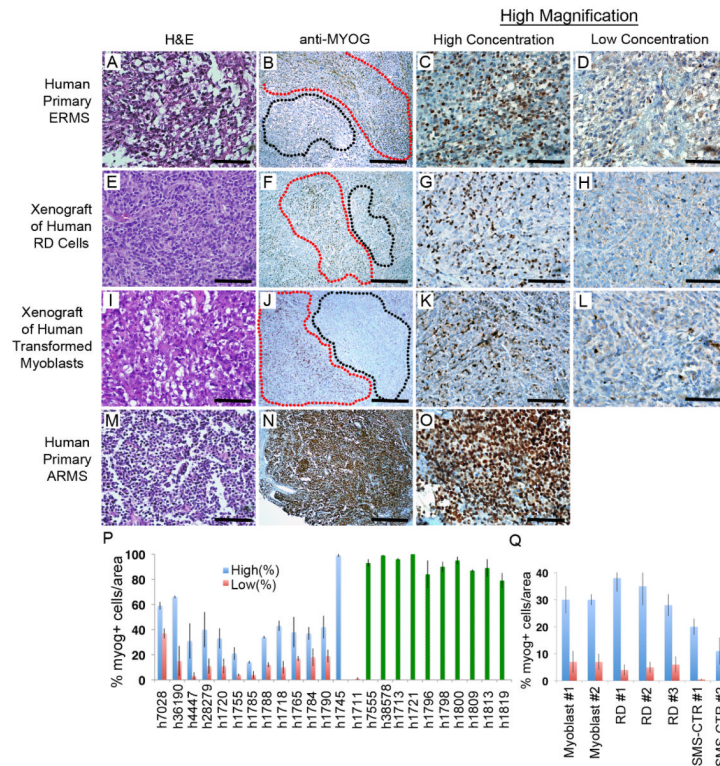 High Magnification
H&E
anti-MYOG
High Concentration
Low Concentration
Human
Primary
ERMS
A
B
C
D
Xenograft
of Human
RD Cells
E
F
G
H
Xenograft
of Human
Transformed
Myoblasts
I
J
K
L
Human
Primary
ARMS
M
N
O
P
% myog+ cells/area
100
80
60
40
20
0
High(%)
Low(%)
h7028
h36190
h4447
h28279
h1720
h1755
h1785
h1788
h1718
h1765
h1784
h1790
h1745
h1711
h7555
h38578
h1713
h1721
h1796
h1798
h1800
h1809
h1813
h1819
Q
% myog+ cells/area
40
30
20
10
0
Myoblast #1
Myoblast #2
RD #1
RD #2
RD #3
SMS-CTR #1
SMS-CTR #2